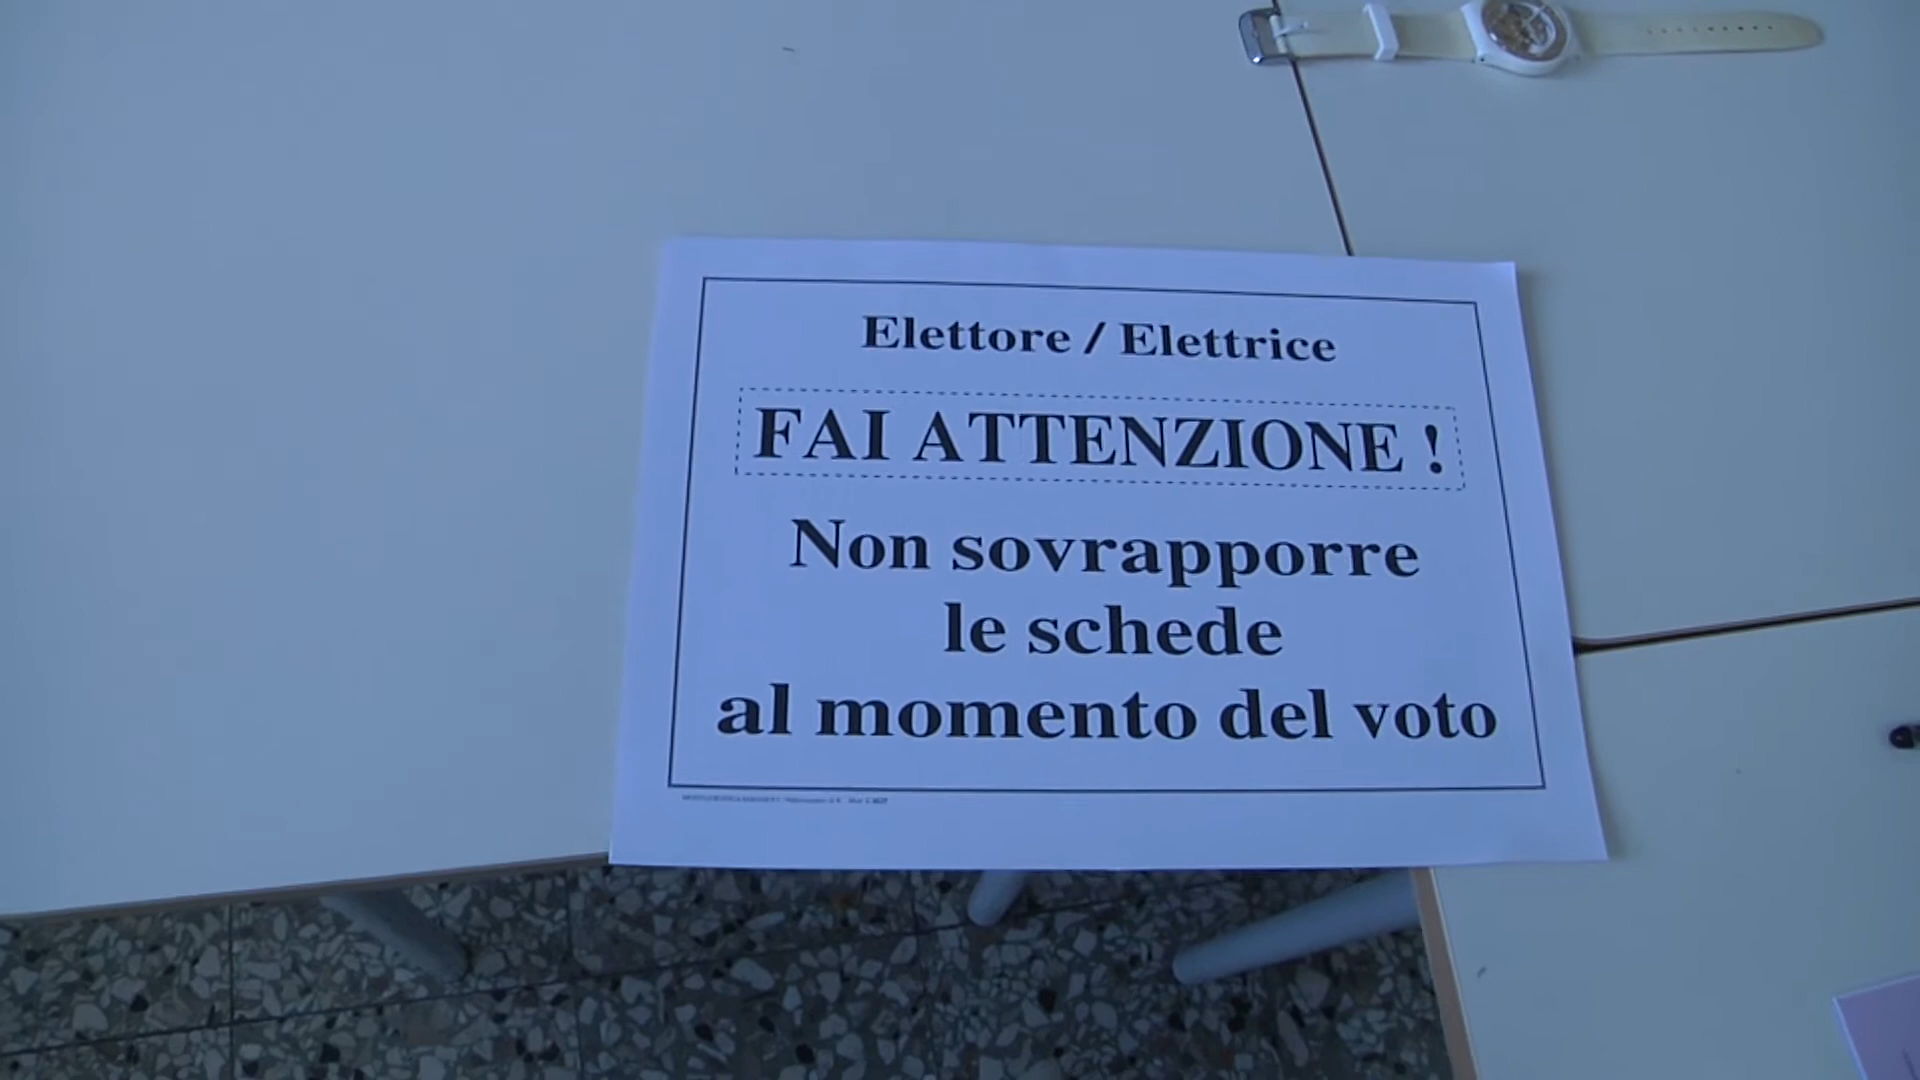 Elettore / Elettrice
FAI ATTENZIONE !
Non sovrapporre
le schede
al momento del voto